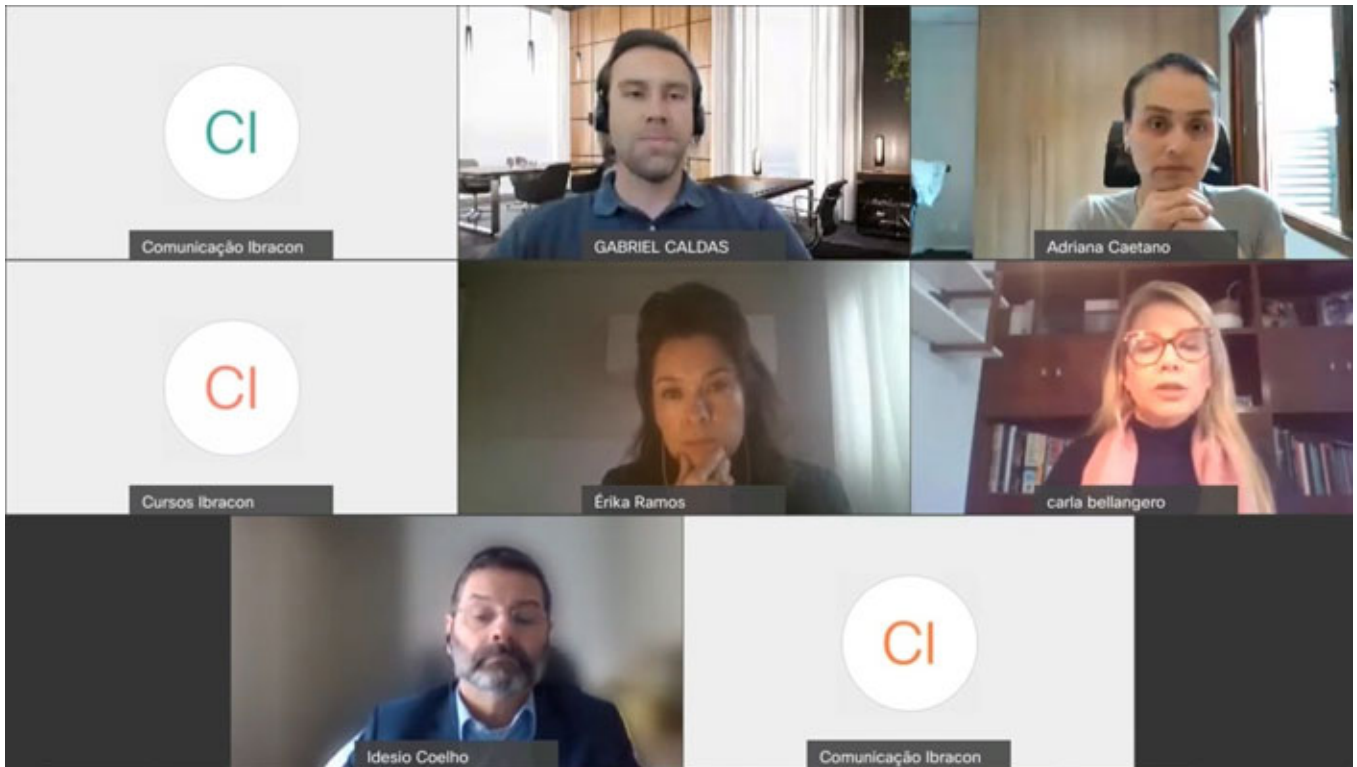 CI
Comunicação Ibracon
GABRIEL CALDAS
Adriana Caetano
CI
Cursos Ibracon
Érika Ramos
carla bellangero
Idesio Coelho
CI
Comunicação Ibracon